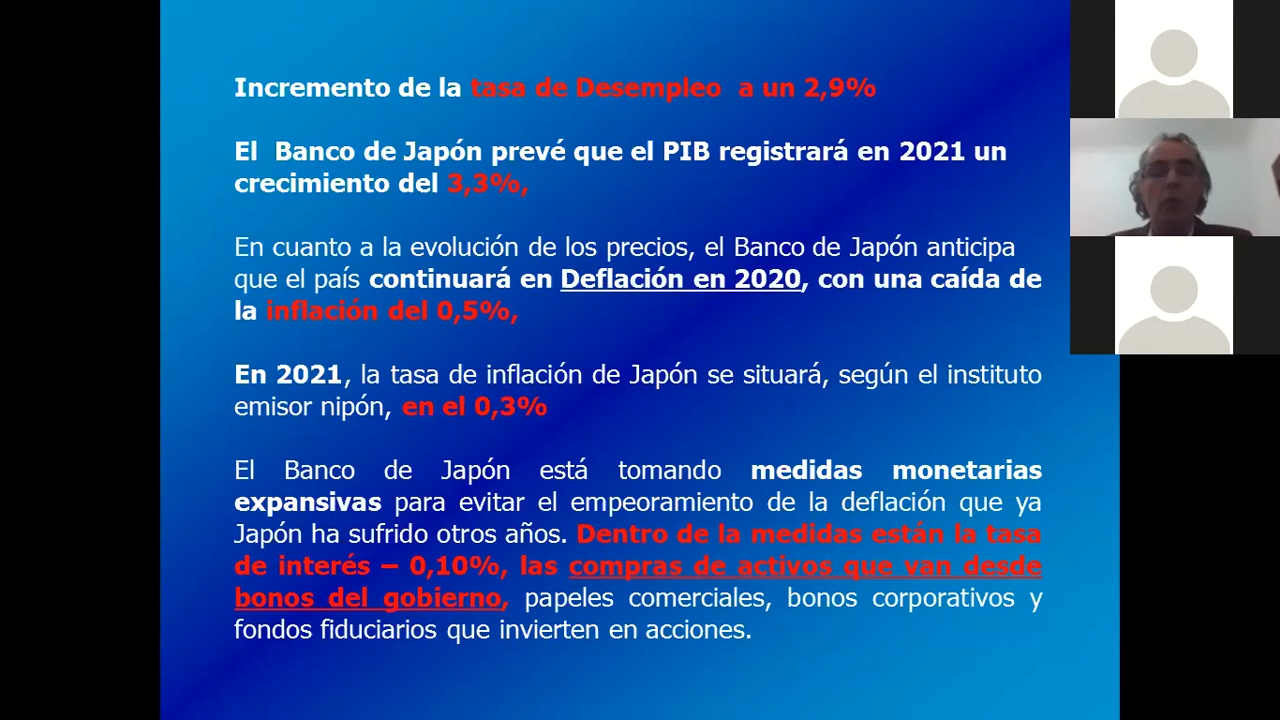 Incremento de la tasa de Desempleo a un 2,9%
El Banco de Japón prevé que el PIB registrará en 2021 un
crecimiento del 3,3%,
En cuanto a la evolución de los precios, el Banco de Japón anticipa
que el país continuará en Deflación en 2020, con una caída de
la inflación del 0,5%,
En 2021, la tasa de inflación de Japón se situará, según el instituto
emisor nipón, en el 0,3%
El Banco de Japón está tomando medidas monetarias
expansivas para evitar el empeoramiento de la deflación que ya
Japón ha sufrido otros años. Dentro de la medidas están la tasa
de interés – 0,10%, las compras de activos que van desde
bonos del gobierno, papeles comerciales, bonos corporativos y
fondos fiduciarios que invierten en acciones.